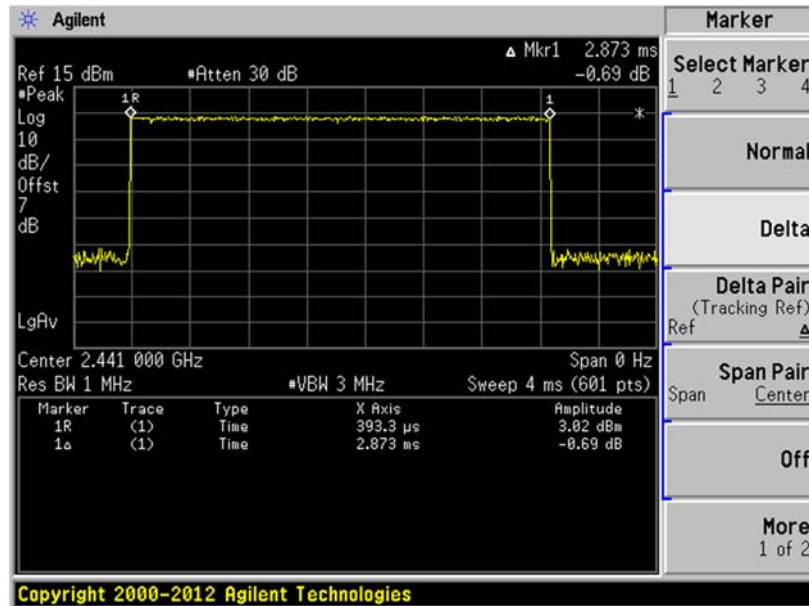 Agilent
Marker
Δ Mkr1 2.873 ms
Ref 15 dBm #Atten 30 dB -0.69 dB
#Peak
Log
10
dB/
Offset
7
dB
LgAv
1R
1
*
Center 2.441 000 GHz Span 0 Hz
Res BW 1 MHz #VBW 3 MHz Sweep 4 ms (601 pts)
Marker Trace Type X Axis Amplitude
1R (1) Time 393.3 µs 3.02 dBm
1Δ (1) Time 2.873 ms -0.69 dB
Select Marker
1 2 3 4
Normal
Delta
Delta Pair
(Tracking Ref)
Ref Δ
Span Pair
Span Center
Off
More
1 of 2
Copyright 2000-2012 Agilent Technologies